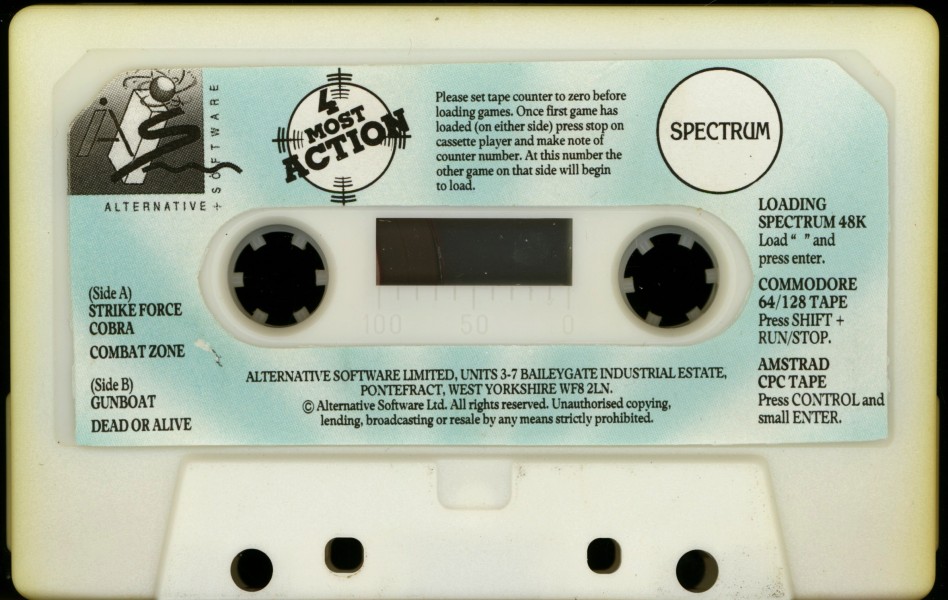 ALTERNATIVE +
SOFTWARE
4
MOST
ACTION
Please set tape counter to zero before
loading games. Once first game has
loaded (on either side) press stop on
cassette player and make note of
counter number. At this number the
other game on that side will begin
to load.
SPECTRUM
LOADING
SPECTRUM 48K
Load “ ” and
press enter.
COMMODORE
64/128 TAPE
Press SHIFT +
RUN/STOP.
AMSTRAD
CPC TAPE
Press CONTROL and
small ENTER.
100 50 0
(Side A)
STRIKE FORCE
COBRA
COMBAT ZONE
(Side B)
GUNBOAT
DEAD OR ALIVE
ALTERNATIVE SOFTWARE LIMITED, UNITS 3-7 BAILEYGATE INDUSTRIAL ESTATE,
PONTEFRACT, WEST YORKSHIRE WF8 2LN.
© Alternative Software Ltd. All rights reserved. Unauthorised copying,
lending, broadcasting or resale by any means strictly prohibited.